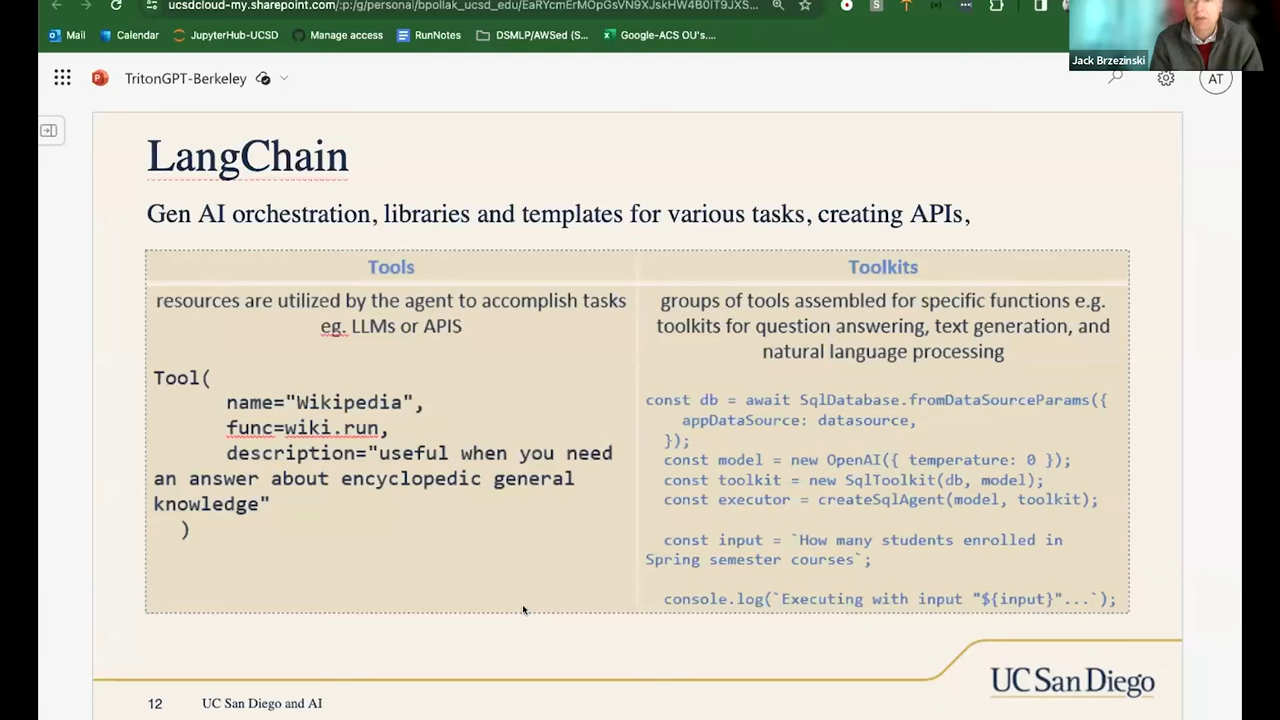 ucsdcloud-my.sharepoint.com/:p:/g/personal/bpollak_ucsd_edu/EaRYcmErMOpGsVN9XJskHW4B0IT9JXS...
Mail
Calendar
JupyterHub-UCSD
Manage access
RunNotes
DSMLP/AWSed (S...
Google-ACS OU's....
Jack Brzezinski
TritonGPT-Berkeley
AT
LangChain
Gen AI orchestration, libraries and templates for various tasks, creating APIs,
Tools
resources are utilized by the agent to accomplish tasks
eg. LLMs or APIS
Tool(
name="Wikipedia",
func=wiki.run,
description="useful when you need
an answer about encyclopedic general
knowledge"
)
Toolkits
groups of tools assembled for specific functions e.g.
toolkits for question answering, text generation, and
natural language processing
const db = await SqlDatabase.fromDataSourceParams({
appDataSource: datasource,
});
const model = new OpenAI({ temperature: 0 });
const toolkit = new SqlToolkit(db, model);
const executor = createSqlAgent(model, toolkit);
const input = `How many students enrolled in
Spring semester courses`;
console.log(`Executing with input "${input}"...`);
UC San Diego
12
UC San Diego and AI